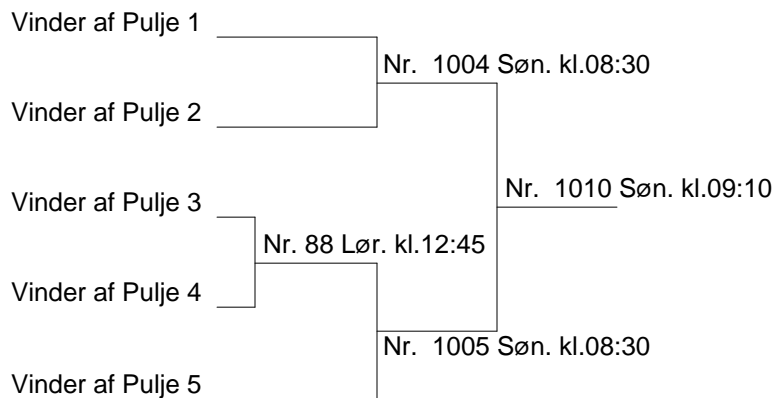 Vinder af Pulje 1
Nr. 1004 Søn. kl.08:30
Vinder af Pulje 2
Nr. 1010 Søn. kl.09:10
Vinder af Pulje 3
Nr. 88 Lør. kl.12:45
Vinder af Pulje 4
Nr. 1005 Søn. kl.08:30
Vinder af Pulje 5